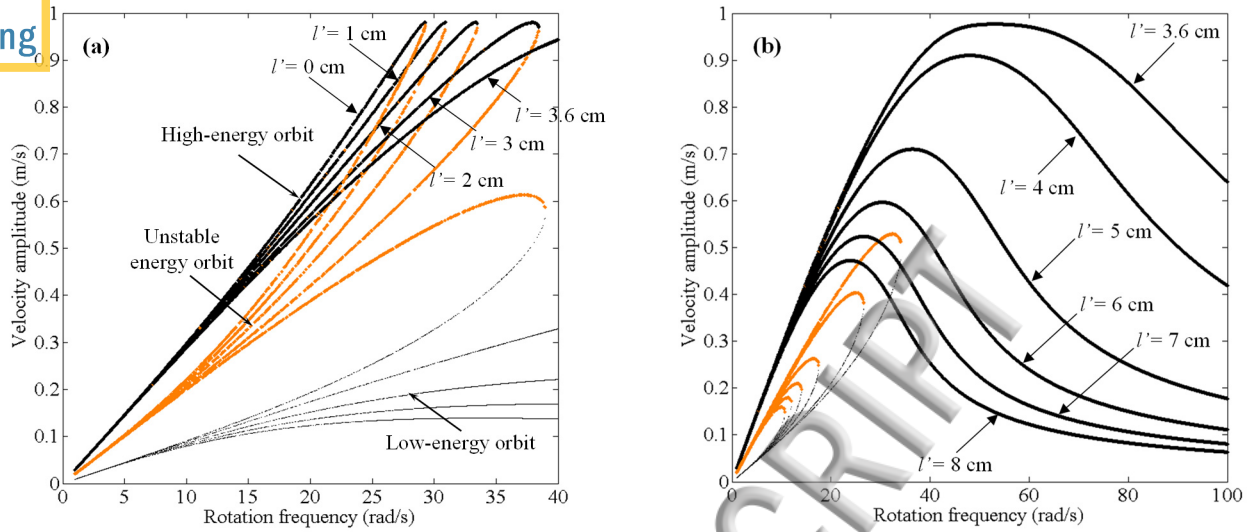 ng
(a)
l’= 1 cm
l’= 0 cm
High-energy orbit
l’= 3.6 cm
l’= 3 cm
l’= 2 cm
Unstable
energy orbit
Low-energy orbit
Velocity amplitude (m/s)
1
0.9
0.8
0.7
0.6
0.5
0.4
0.3
0.2
0.1
0
0 5 10 15 20 25 30 35 40
Rotation frequency (rad/s)
(b)
l’= 3.6 cm
l’= 4 cm
l’= 5 cm
l’= 6 cm
l’= 7 cm
l’= 8 cm
Velocity amplitude (m/s)
1
0.9
0.8
0.7
0.6
0.5
0.4
0.3
0.2
0.1
0
0 20 40 60 80 100
Rotation frequency (rad/s)
CRIPT